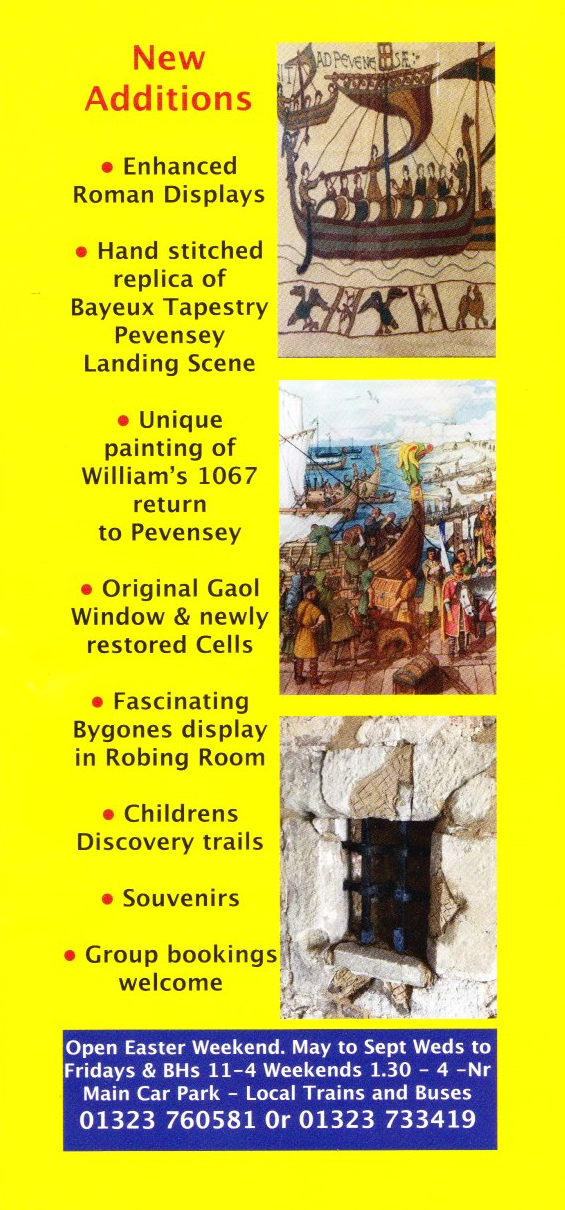 New
Additions
• Enhanced
Roman Displays
• Hand stitched
replica of
Bayeux Tapestry
Pevensey
Landing Scene
• Unique
painting of
William's 1067
return
to Pevensey
• Original Gaol
Window & newly
restored Cells
• Fascinating
Bygones display
in Robing Room
• Childrens
Discovery trails
• Souvenirs
• Group bookings
welcome
AD PEVENE SÆ:
Open Easter Weekend. May to Sept Weds to
Fridays & BHs 11-4 Weekends 1.30 - 4 -Nr
Main Car Park - Local Trains and Buses
01323 760581 0r 01323 733419